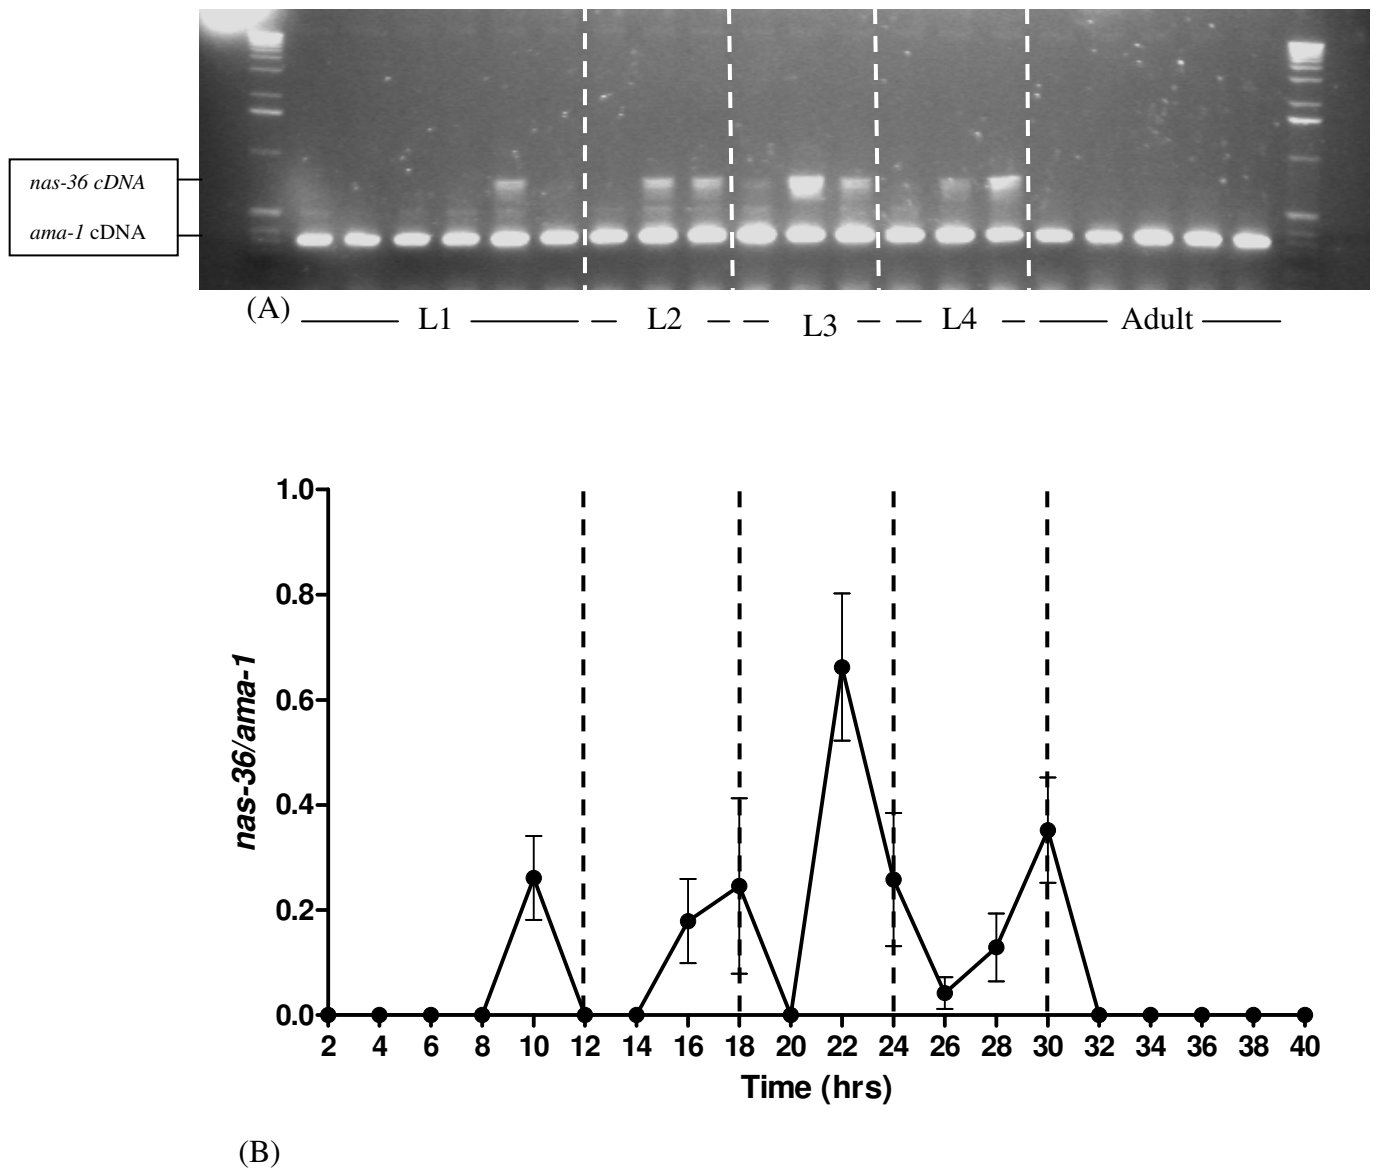 nas-36 cDNA
ama-1 cDNA
(A)
L1 L2 L3 L4 Adult
1.0
0.8
0.6
0.4
0.2
0.0
nas-36/ama-1
2 4 6 8 10 12 14 16 18 20 22 24 26 28 30 32 34 36 38 40
Time (hrs)
(B)